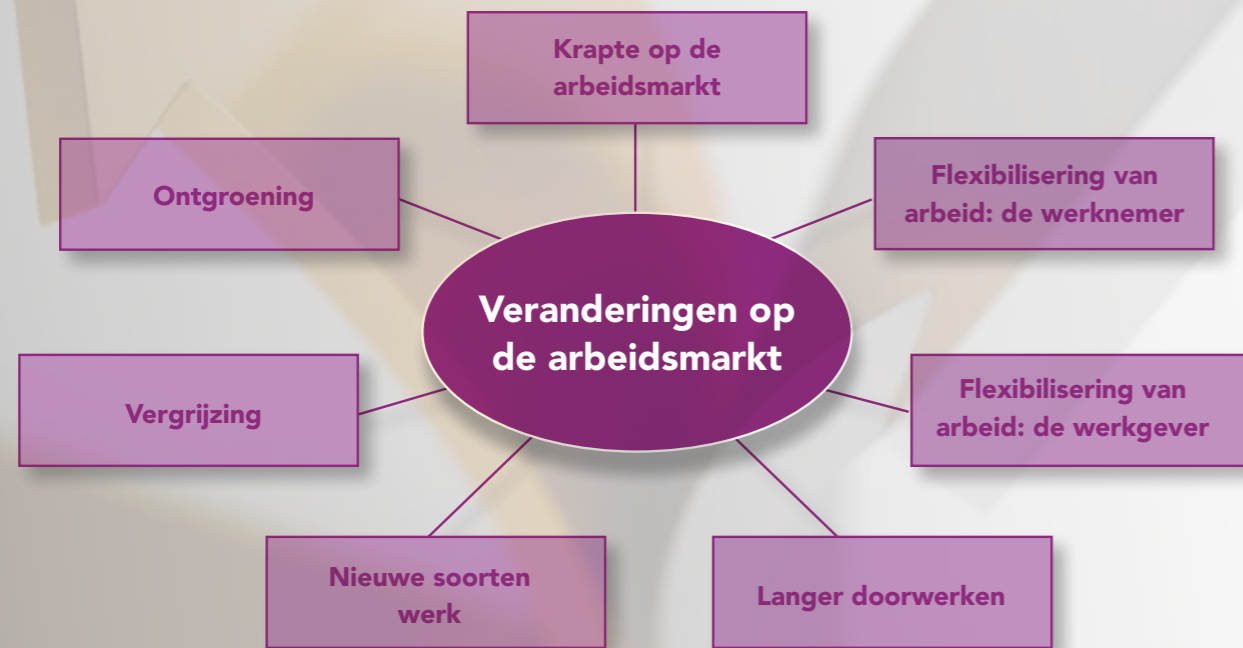 Krapte op de
arbeidsmarkt
Ontgroening
Flexibilisering van
arbeid: de werknemer
Veranderingen op
de arbeidsmarkt
Vergrijzing
Flexibilisering van
arbeid: de werkgever
Nieuwe soorten
werk
Langer doorwerken